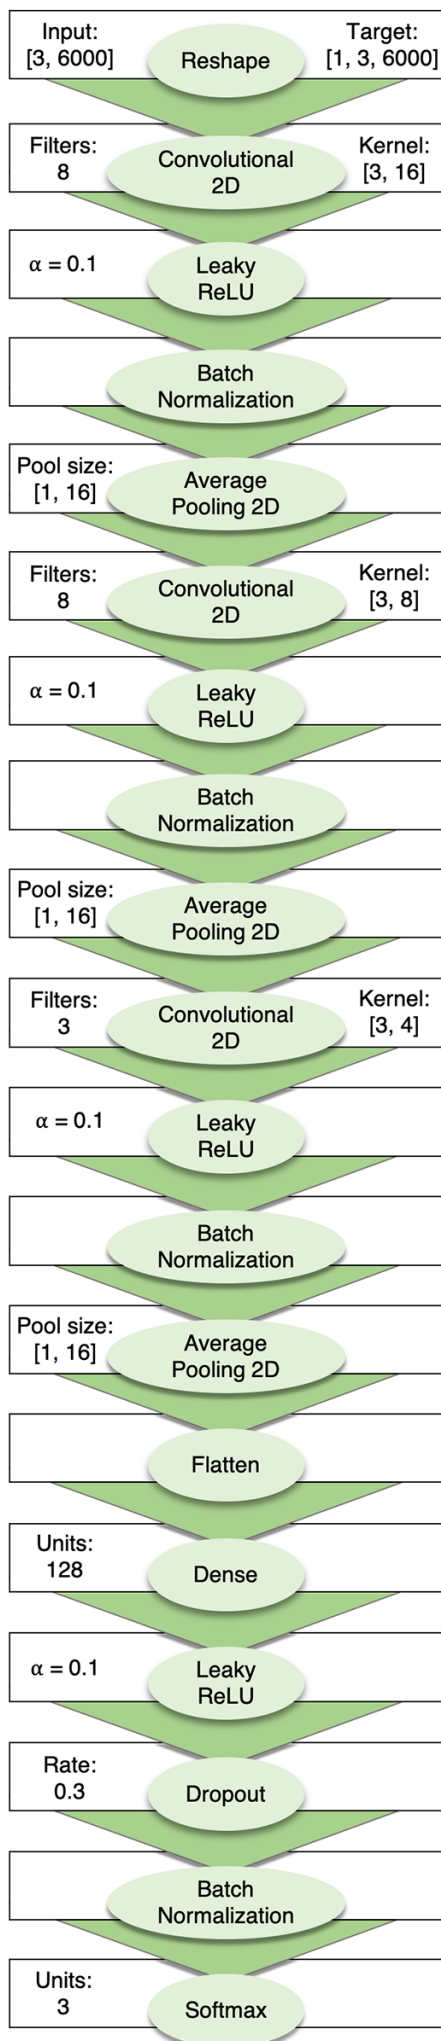 Input:
[3, 6000]
Reshape
Target:
[1, 3, 6000]
Filters:
8
Convolutional
2D
Kernel:
[3, 16]
α = 0.1
Leaky
ReLU
Batch
Normalization
Pool size:
[1, 16]
Average
Pooling 2D
Filters:
8
Convolutional
2D
Kernel:
[3, 8]
α = 0.1
Leaky
ReLU
Batch
Normalization
Pool size:
[1, 16]
Average
Pooling 2D
Filters:
3
Convolutional
2D
Kernel:
[3, 4]
α = 0.1
Leaky
ReLU
Batch
Normalization
Pool size:
[1, 16]
Average
Pooling 2D
Flatten
Units:
128
Dense
α = 0.1
Leaky
ReLU
Rate:
0.3
Dropout
Batch
Normalization
Units:
3
Softmax